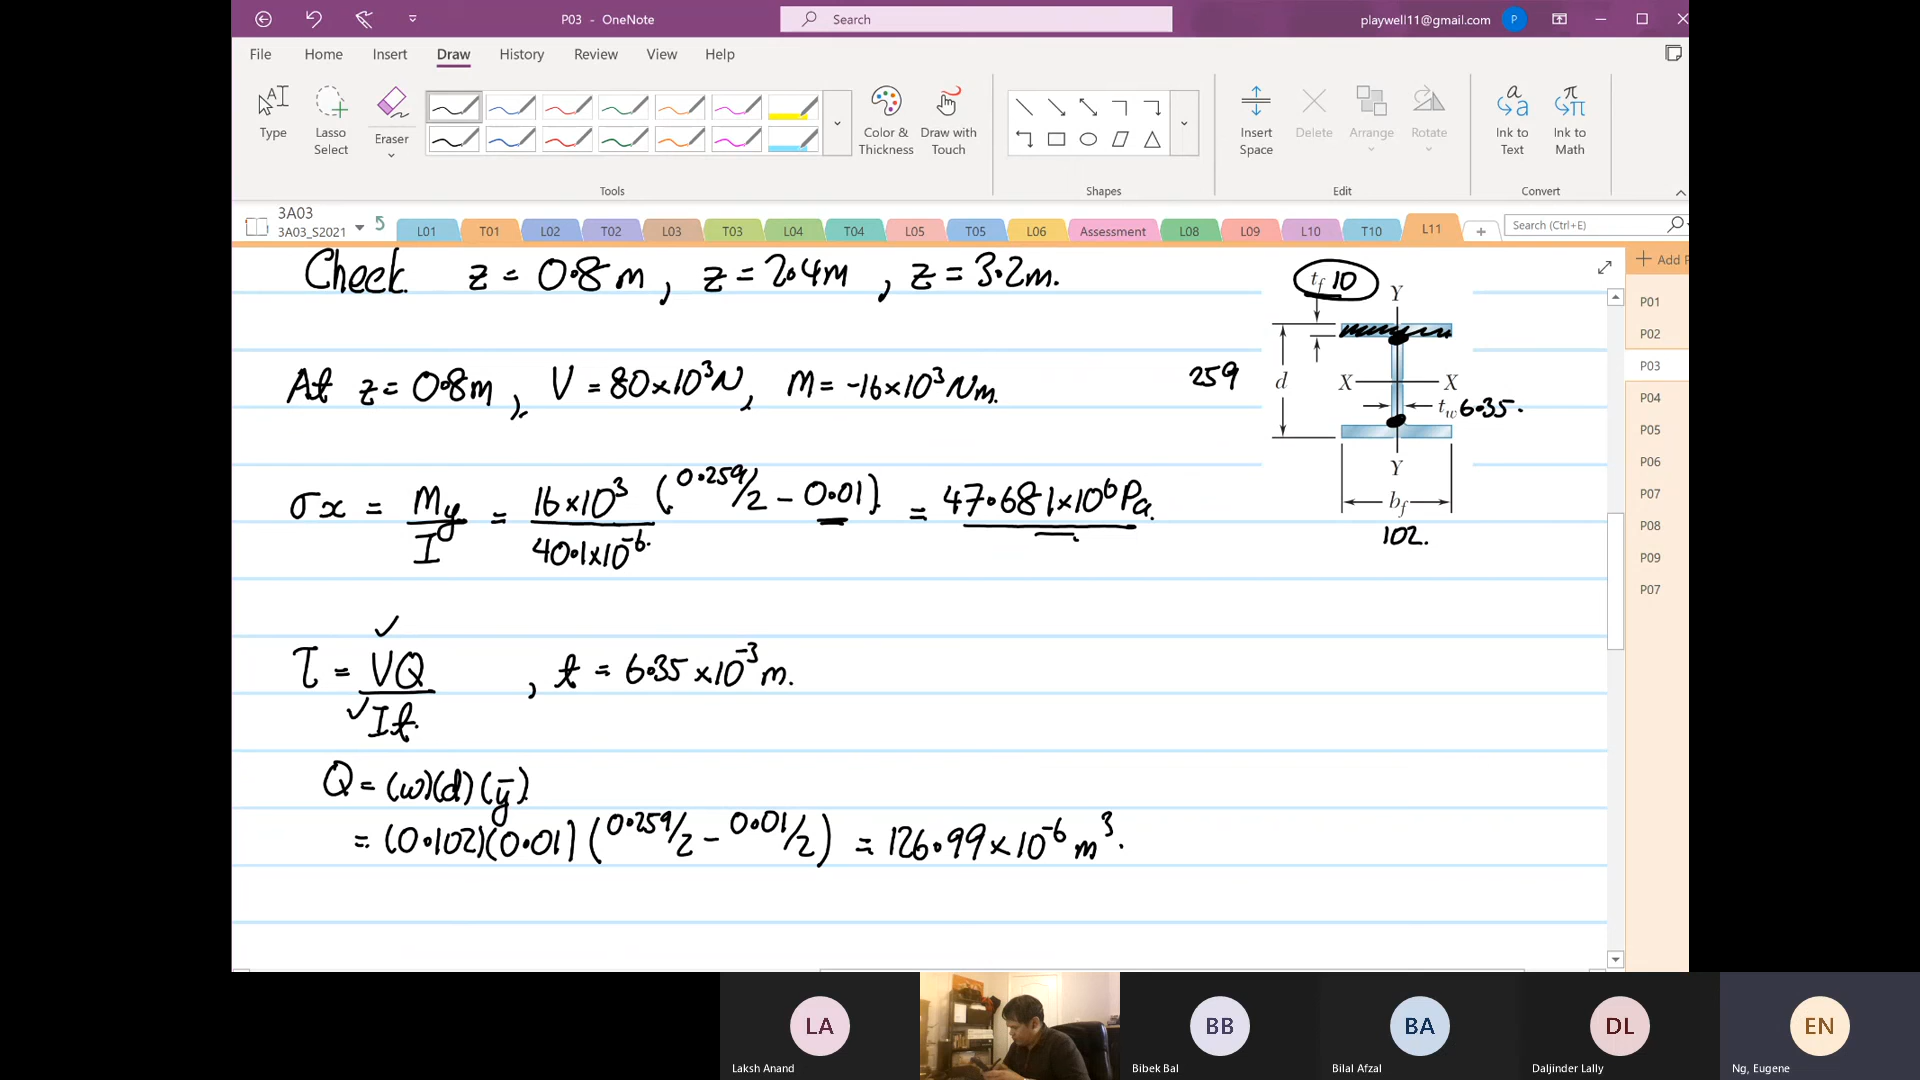 P03 - OneNote
Search
playwell11@gmail.com
P
File Home Insert Draw History Review View Help
Type
Lasso Select
Eraser
Color & Thickness
Draw with Touch
Insert Space
Delete
Arrange
Rotate
Ink to Text
Ink to Math
Tools
Shapes
Edit
Convert
3A03
3A03_S2021
L01 T01 L02 T02 L03 T03 L04 T04 L05 T05 L06 Assessment L08 L09 L10 T10 L11
Search (Ctrl+E)
Add P
P01
P02
P03
P04
P05
P06
P07
P08
P09
P07
Check z = 0.8m, z = 2.4m, z = 3.2m.
At z = 0.8m, V = 80×10³N, M = -16×10³Nm.
σx = My/I = 16×10³ (0.259/2 - 0.01) / 40.1×10⁻⁶ = 47.681×10⁶Pa.
τ = VQ/It, t = 6.35×10⁻³m.
Q = (w)(d)(ȳ)
= (0.102)(0.01)(0.259/2 - 0.01/2) = 126.99×10⁻⁶m³.
tf 10
Y
259
d
X X
tw 6.35.
Y
bf
102.
LA
BB
BA
DL
EN
Laksh Anand
Bibek Bal
Bilal Afzal
Daljinder Lally
Ng, Eugene